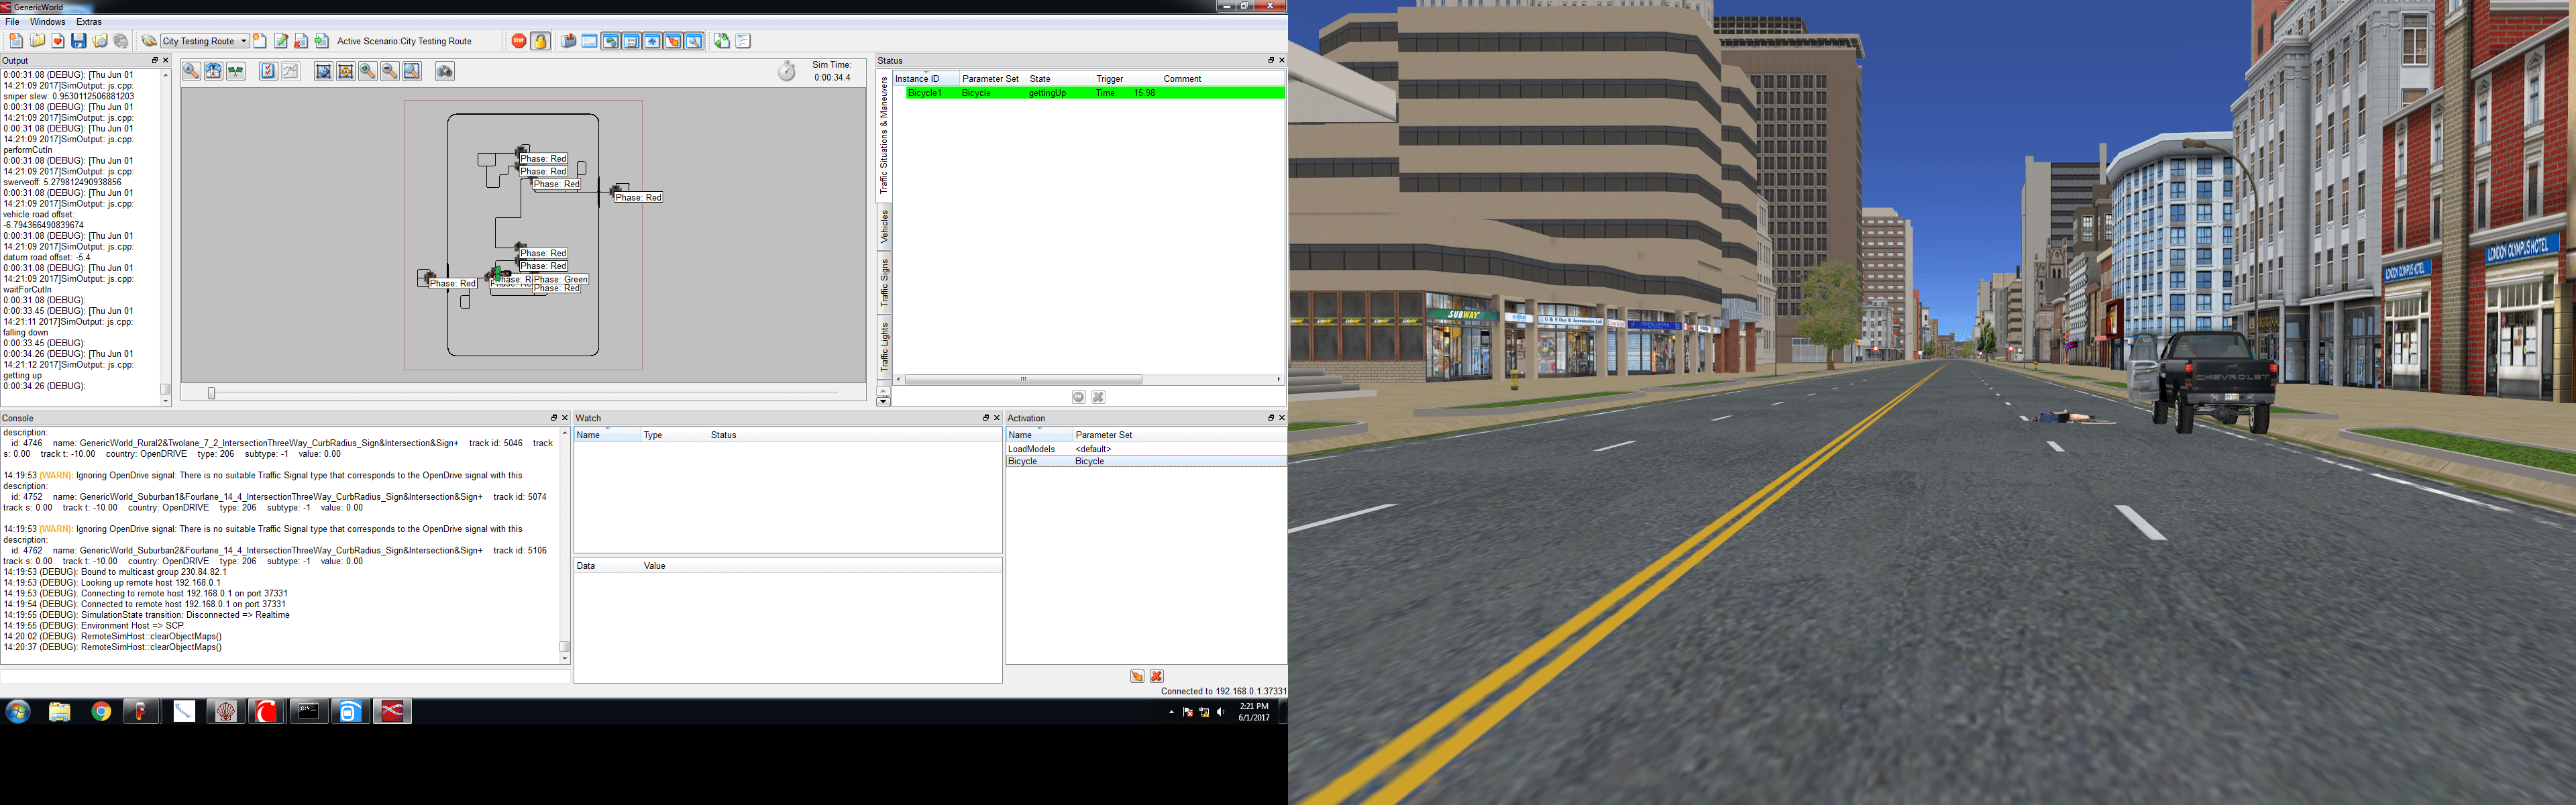 GenericWorld
File Windows Extras
City Testing Route
Active Scenario:City Testing Route
STOP
Output
0:00:31.08 (DEBUG): [Thu Jun 01
14:21:09 2017]SimOutput: js.cpp:
sniper slew: 0.9530112506881203
0:00:31.08 (DEBUG): [Thu Jun 01
14:21:09 2017]SimOutput: js.cpp:
0:00:31.08 (DEBUG): [Thu Jun 01
14:21:09 2017]SimOutput: js.cpp:
performCutIn
0:00:31.08 (DEBUG): [Thu Jun 01
14:21:09 2017]SimOutput: js.cpp:
swerveoff: 5.279812490938856
0:00:31.08 (DEBUG): [Thu Jun 01
14:21:09 2017]SimOutput: js.cpp:
vehicle road offset:
-6.794366490839674
0:00:31.08 (DEBUG): [Thu Jun 01
14:21:09 2017]SimOutput: js.cpp:
datum road offset: -5.4
0:00:31.08 (DEBUG): [Thu Jun 01
14:21:09 2017]SimOutput: js.cpp:
waitForCutIn
0:00:31.08 (DEBUG):
0:00:33.45 (DEBUG): [Thu Jun 01
14:21:11 2017]SimOutput: js.cpp:
falling down
0:00:33.45 (DEBUG):
0:00:34.26 (DEBUG): [Thu Jun 01
14:21:12 2017]SimOutput: js.cpp:
getting up
0:00:34.26 (DEBUG):
Sim Time:
0:00:34.4
Phase: Red
Phase: Red
Phase: Red
Phase: Red
Phase: Red
Phase: Red
Phase: Red
Phase: Green
Phase: Red
Status
Traffic Situations & Maneuvers
Vehicles
Traffic Signs
Traffic Lights
Instance ID Parameter Set State Trigger Comment
Bicycle1 Bicycle gettingUp Time: 15.98
Console
description:
id: 4746 name: GenericWorld_Rural2&Twolane_7_2_IntersectionThreeWay_CurbRadius_Sign&Intersection&Sign+ track id: 5046 track
s: 0.00 track t: -10.00 country: OpenDRIVE type: 206 subtype: -1 value: 0.00
14:19:53 (WARN): Ignoring OpenDrive signal: There is no suitable Traffic Signal type that corresponds to the OpenDrive signal with this
description:
id: 4752 name: GenericWorld_Suburban1&Fourlane_14_4_IntersectionThreeWay_CurbRadius_Sign&Intersection&Sign+ track id: 5074
track s: 0.00 track t: -10.00 country: OpenDRIVE type: 206 subtype: -1 value: 0.00
14:19:53 (WARN): Ignoring OpenDrive signal: There is no suitable Traffic Signal type that corresponds to the OpenDrive signal with this
description:
id: 4762 name: GenericWorld_Suburban2&Fourlane_14_4_IntersectionThreeWay_CurbRadius_Sign&Intersection&Sign+ track id: 5106
track s: 0.00 track t: -10.00 country: OpenDRIVE type: 206 subtype: -1 value: 0.00
14:19:53 (DEBUG): Bound to multicast group 230.84.82.1
14:19:53 (DEBUG): Looking up remote host 192.168.0.1
14:19:53 (DEBUG): Connecting to remote host 192.168.0.1 on port 37331
14:19:54 (DEBUG): Connected to remote host 192.168.0.1 on port 37331
14:19:55 (DEBUG): SimulationState transition: Disconnected => Realtime
14:19:55 (DEBUG): Environment Host => SCP.
14:20:02 (DEBUG): RemoteSimHost::clearObjectMaps()
14:20:37 (DEBUG): RemoteSimHost::clearObjectMaps()
Watch
Name Type Status
Data Value
Activation
Name Parameter Set
LoadModels <default>
Bicycle Bicycle
Connected to 192.168.0.1:37331
2:21 PM
6/1/2017
SUBWAY
LONDON OLYMPUS HOTEL
LONDON OLYMPUS HOTEL
CHEVROLET